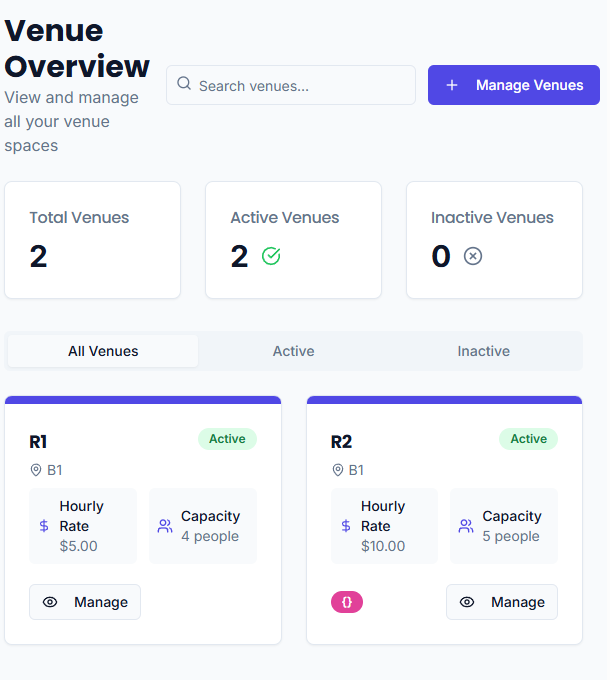 Venue
Overview
View and manage
all your venue
spaces
Search venues...
Manage Venues
Total Venues
2
Active Venues
2
Inactive Venues
0
All Venues
Active
Inactive
R1
Active
B1
Hourly
Rate
$5.00
Capacity
4 people
Manage
R2
Active
B1
Hourly
Rate
$10.00
Capacity
5 people
{}
Manage